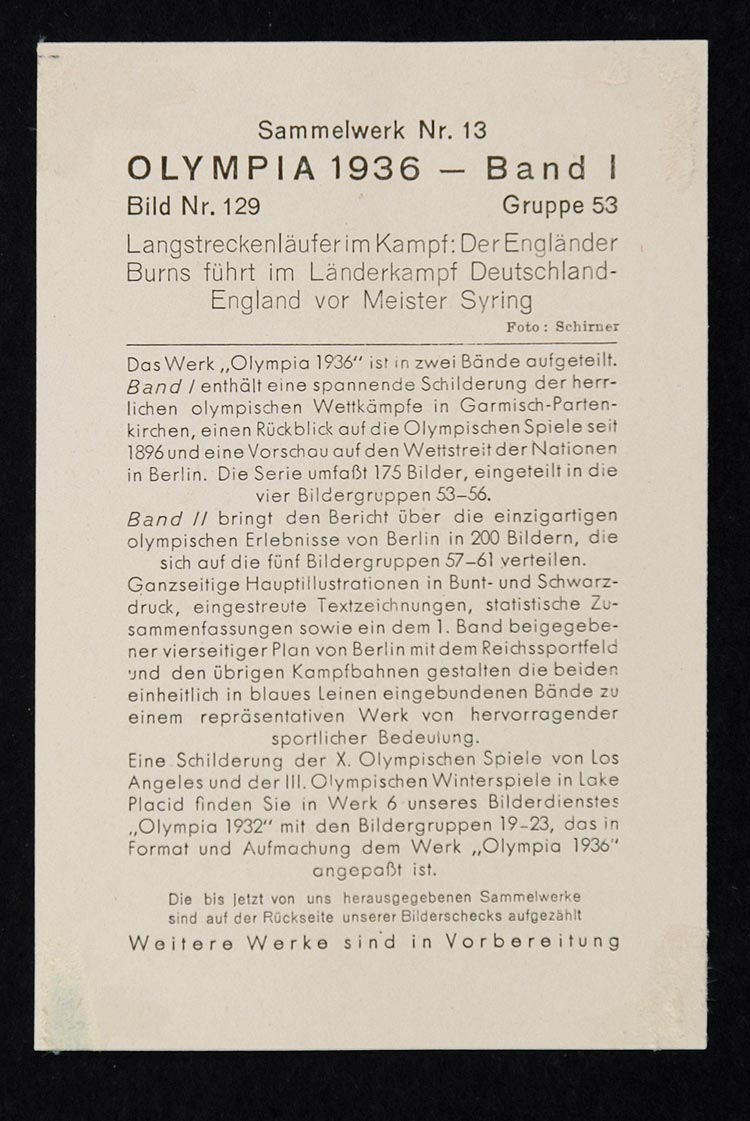 Sammelwerk Nr. 13
OLYMPIA 1936 – Band I
Bild Nr. 129 Gruppe 53
Langstreckenläufer im Kampf: Der Engländer
Burns führt im Länderkampf Deutschland-
England vor Meister Syring
Foto: Schirner
Das Werk „Olympia 1936“ ist in zwei Bände aufgeteilt.
Band I enthält eine spannende Schilderung der herr-
lichen olympischen Wettkämpfe in Garmisch-Parten-
kirchen, einen Rückblick auf die Olympischen Spiele seit
1896 und eine Vorschau auf den Wettstreit der Nationen
in Berlin. Die Serie umfaßt 175 Bilder, eingeteilt in die
vier Bildergruppen 53–56.
Band II bringt den Bericht über die einzigartigen
olympischen Erlebnisse von Berlin in 200 Bildern, die
sich auf die fünf Bildergruppen 57–61 verteilen.
Ganzseitige Hauptillustrationen in Bunt- und Schwarz-
druck, eingestreute Textzeichnungen, statistische Zu-
sammenfassungen sowie ein dem 1. Band beigegebe-
ner vierseitiger Plan von Berlin mit dem Reichssportfeld
und den übrigen Kampfbahnen gestalten die beiden
einheitlich in blaues Leinen eingebundenen Bände zu
einem repräsentativen Werk von hervorragender
sportlicher Bedeutung.
Eine Schilderung der X. Olympischen Spiele von Los
Angeles und der III. Olympischen Winterspiele in Lake
Placid finden Sie in Werk 6 unseres Bilderdienstes
„Olympia 1932“ mit den Bildergruppen 19–23, das in
Format und Aufmachung dem Werk „Olympia 1936“
angepaßt ist.
Die bis jetzt von uns herausgegebenen Sammelwerke
sind auf der Rückseite unserer Bilderschecks aufgezählt
Weitere Werke sind in Vorbereitung